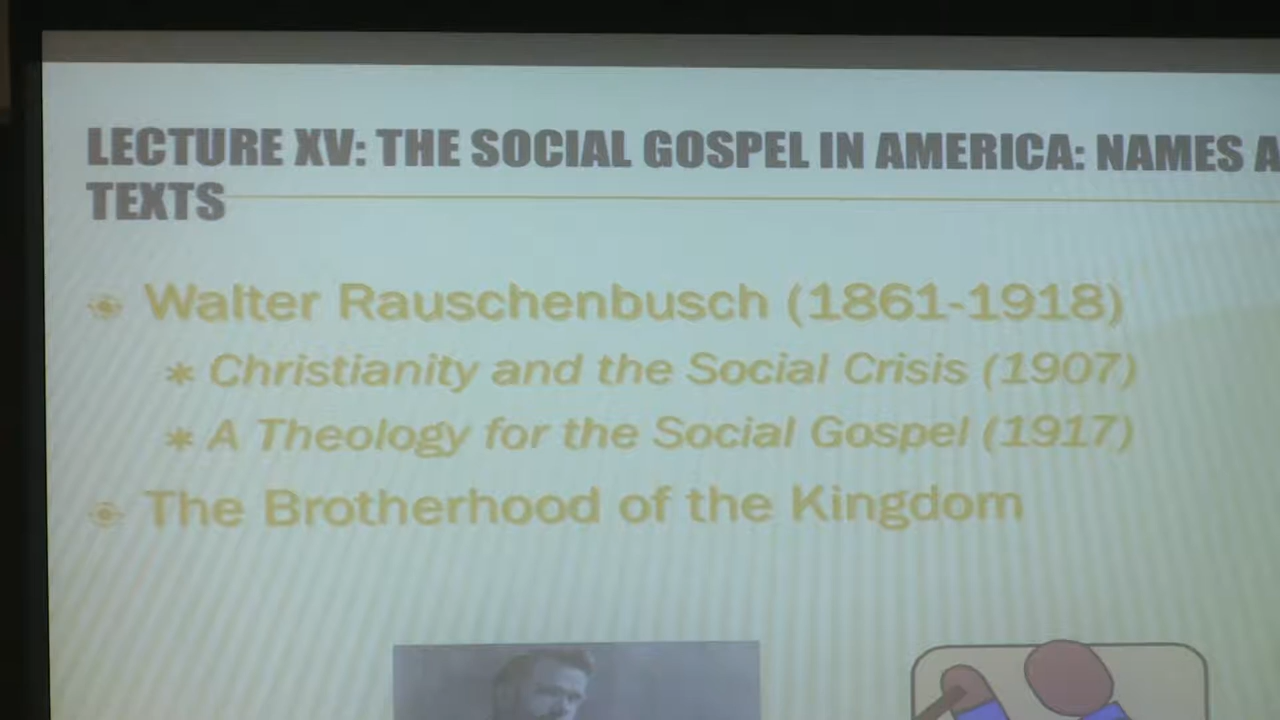 LECTURE XV: THE SOCIAL GOSPEL IN AMERICA: NAMES A
TEXTS
Walter Rauschenbusch (1861-1918)
* Christianity and the Social Crisis (1907)
* A Theology for the Social Gospel (1917)
The Brotherhood of the Kingdom